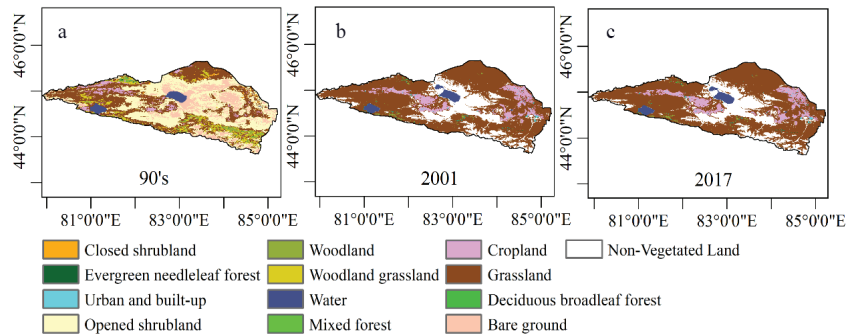 a
b
c
46°0'0"N
44°0'0"N
46°0'0"N
44°0'0"N
46°0'0"N
44°0'0"N
90's
2001
2017
81°0'0"E 83°0'0"E 85°0'0"E
81°0'0"E 83°0'0"E 85°0'0"E
81°0'0"E 83°0'0"E 85°0'0"E
Closed shrubland
Woodland
Cropland
Non-Vegetated Land
Evergreen needleleaf forest
Woodland grassland
Grassland
Urban and built-up
Water
Deciduous broadleaf forest
Opened shrubland
Mixed forest
Bare ground